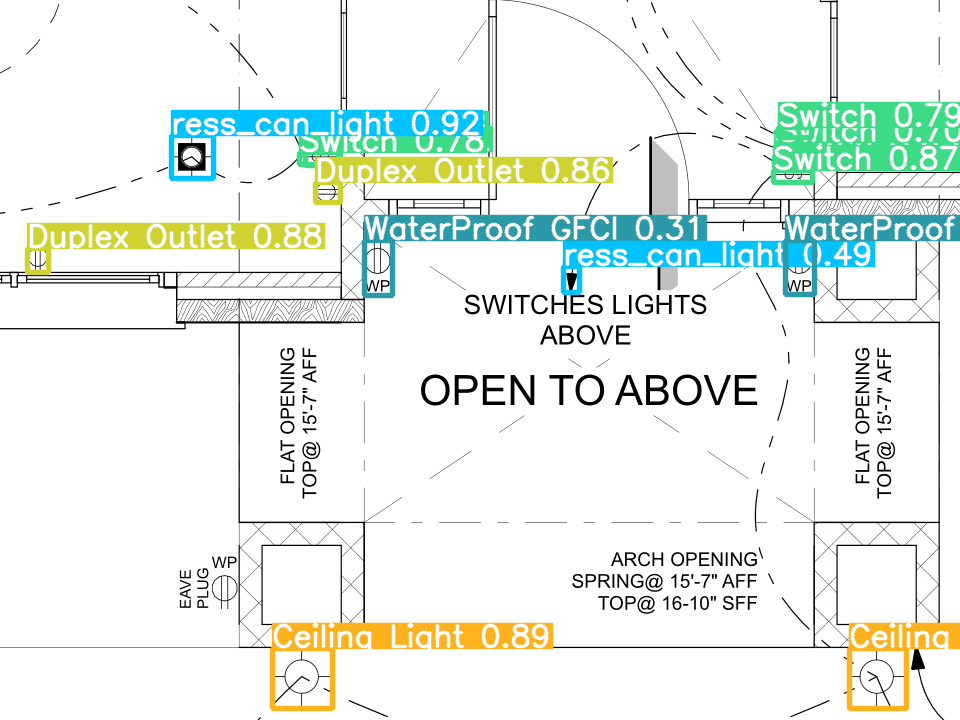 Switch 0.79
ress_can_light 0.92
Switch 0.78
Switch 0.70
Switch 0.87
Duplex Outlet 0.86
WaterProof GFCI 0.31
WaterProof
Duplex Outlet 0.88
ress_can_light 0.49
WP
WP
SWITCHES LIGHTS
ABOVE
OPEN TO ABOVE
FLAT OPENING
TOP@ 15'-7" AFF
FLAT OPENING
TOP@ 15'-7" AFF
WP
EAVE
PLUG
ARCH OPENING
SPRING@ 15'-7" AFF
TOP@ 16-10" SFF
Ceiling Light 0.89
Ceiling